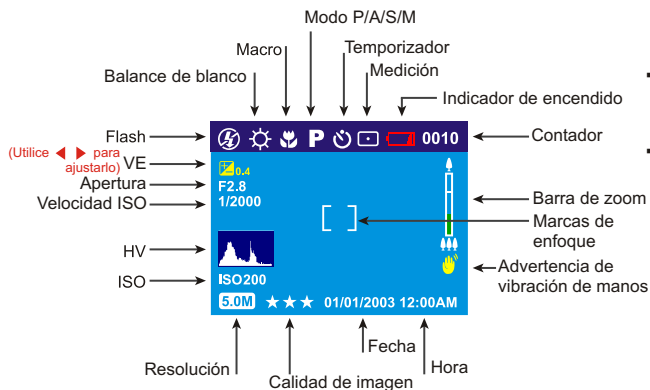 Modo P/A/S/M
Macro
Temporizador
Balance de blanco
Medición
Indicador de encendido
Flash
P
0010
Contador
(Utilice ◀ ▶ para
ajustarlo)
VE
0.4
Apertura
F2.8
Velocidad ISO
1/2000
Barra de zoom
Marcas de
enfoque
HV
ISO
ISO200
Advertencia de
vibración de manos
5.0M ★★★ 01/01/2003 12:00AM
Fecha
Resolución
Hora
Calidad de imagen